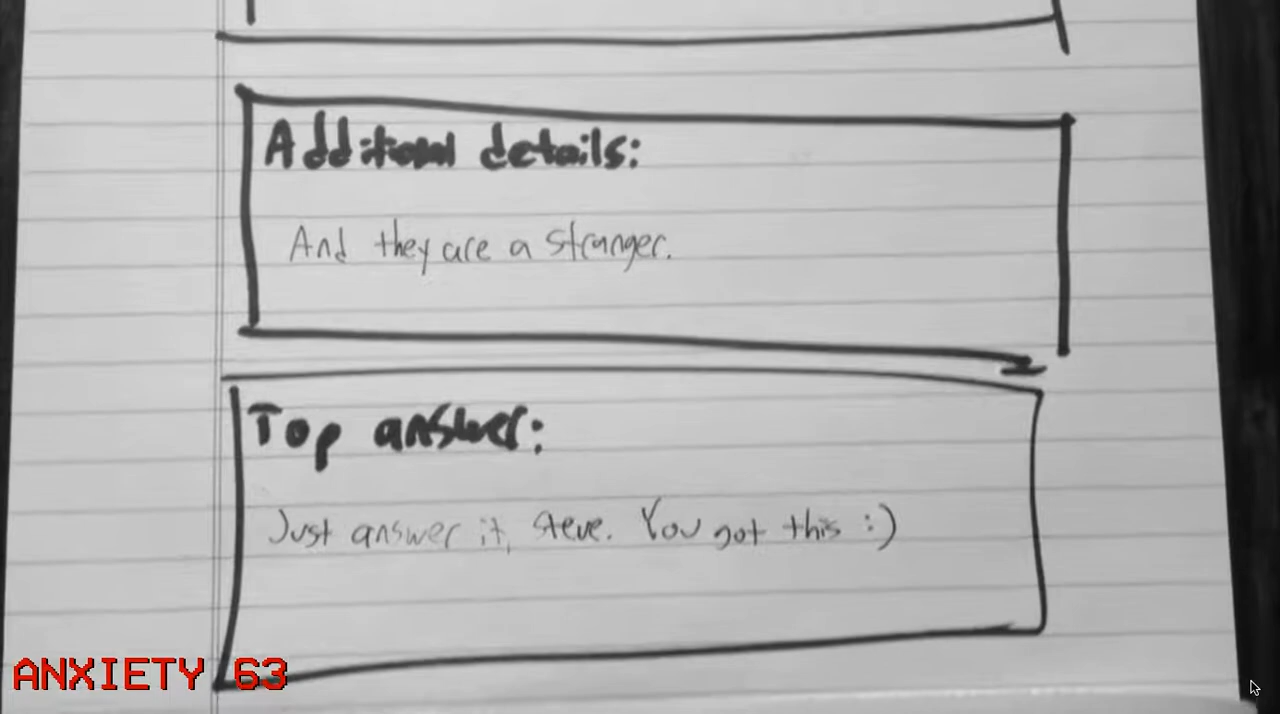 Additional details:
And they are a stranger.
Top answer:
Just answer it, steve. You got this :)
ANXIETY 63